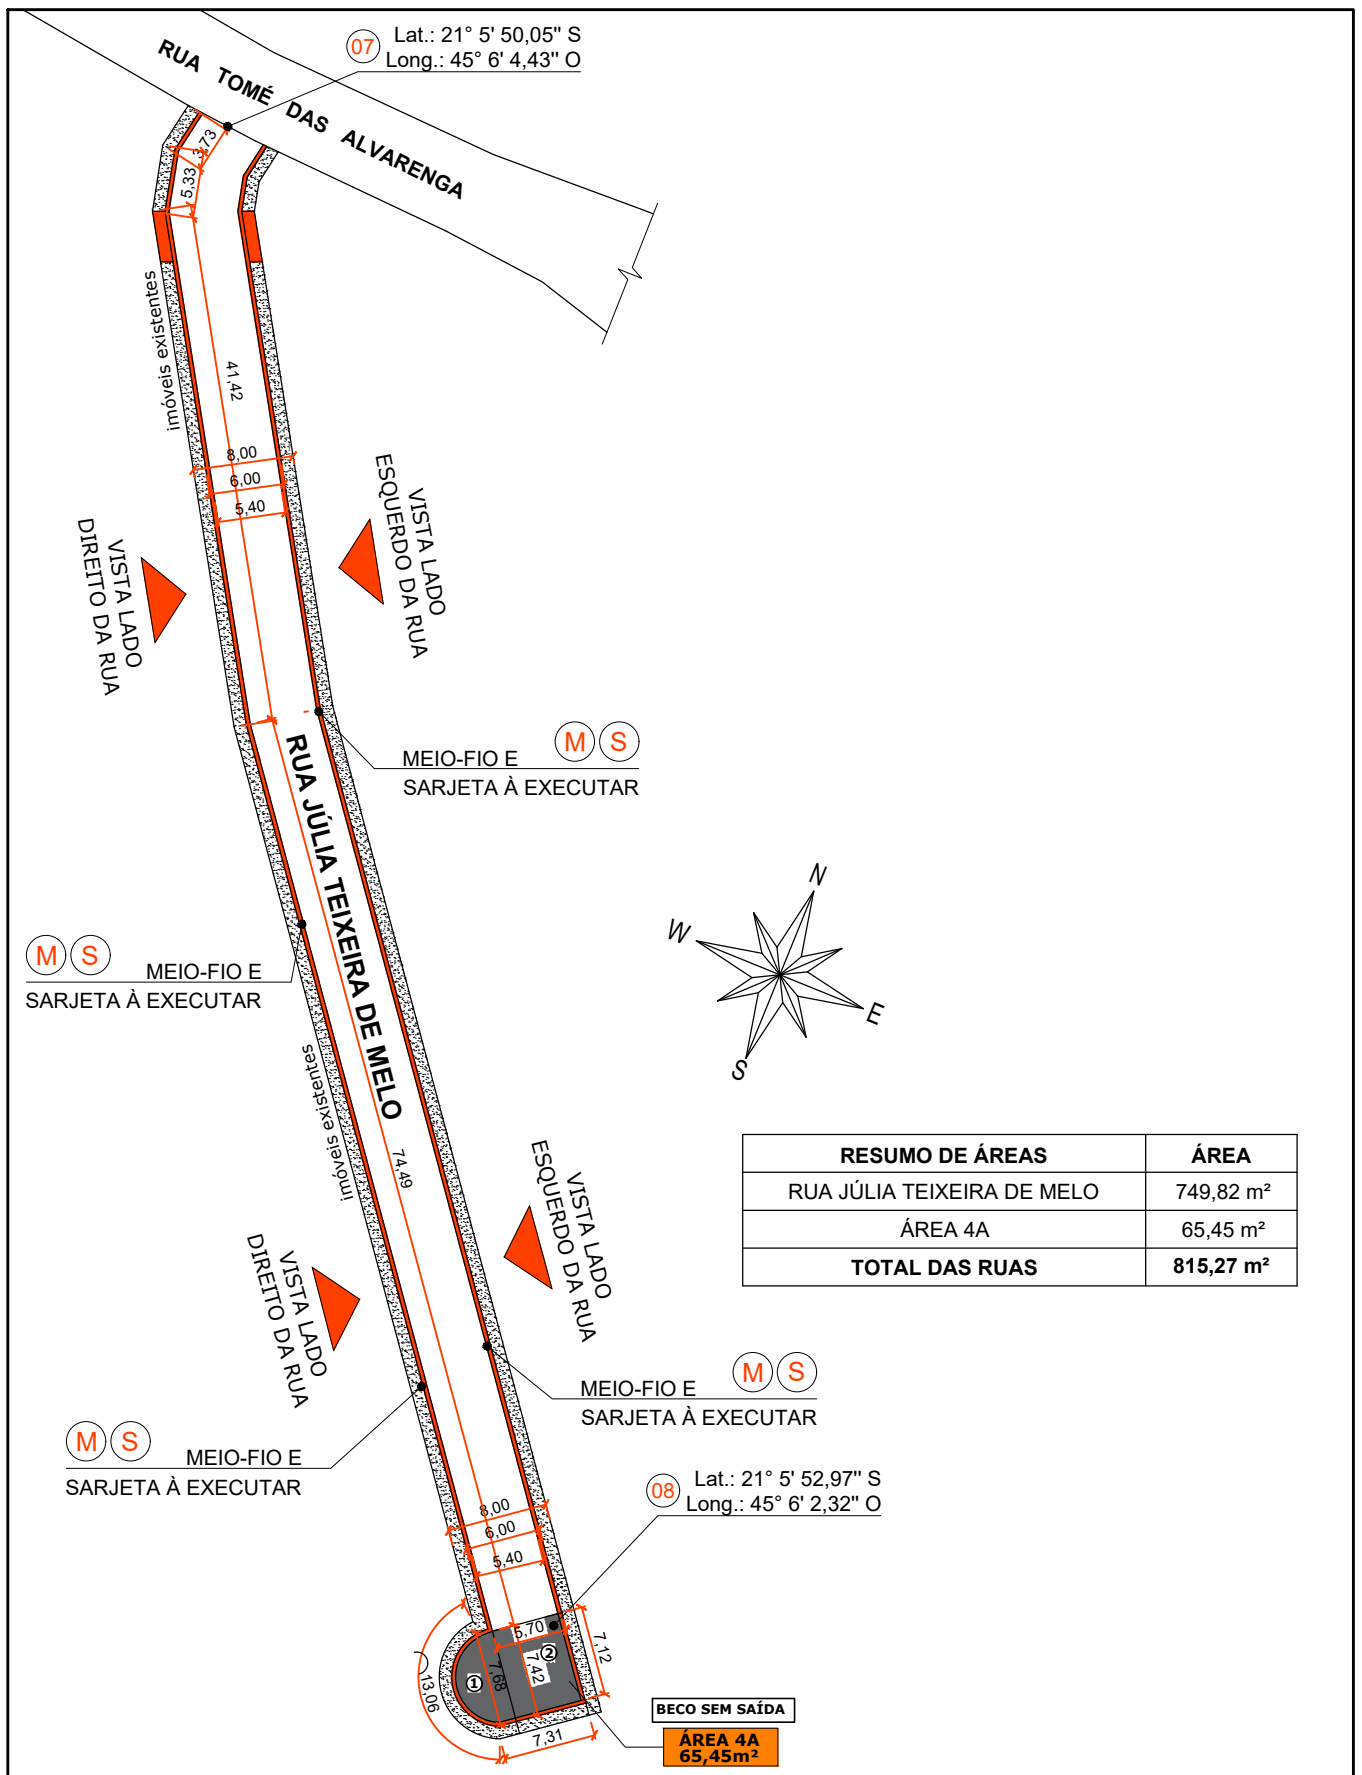 07
Lat.: 21° 5' 50,05'' S
Long.: 45° 6' 4,43'' O
RUA TOMÉ DAS ALVARENGA
3,73
5,33
imóveis existentes
41,42
8,00
6,00
5,40
VISTA LADO
ESQUERDO DA RUA
VISTA LADO
DIREITO DA RUA
M S
MEIO-FIO E
SARJETA À EXECUTAR
RUA JÚLIA TEIXEIRA DE MELO
N
W
E
S
M S
MEIO-FIO E
SARJETA À EXECUTAR
imóveis existentes
74,49
RESUMO DE ÁREAS ÁREA
RUA JÚLIA TEIXEIRA DE MELO 749,82 m²
ÁREA 4A 65,45 m²
TOTAL DAS RUAS 815,27 m²
VISTA LADO
ESQUERDO DA RUA
VISTA LADO
DIREITO DA RUA
M S
MEIO-FIO E
SARJETA À EXECUTAR
M S
MEIO-FIO E
SARJETA À EXECUTAR
08
Lat.: 21° 5' 52,97'' S
Long.: 45° 6' 2,32'' O
8,00
6,00
5,40
5,70
7,12
②
①
7,68
7,42
13,06
7,31
BECO SEM SAÍDA
ÁREA 4A
65,45m²